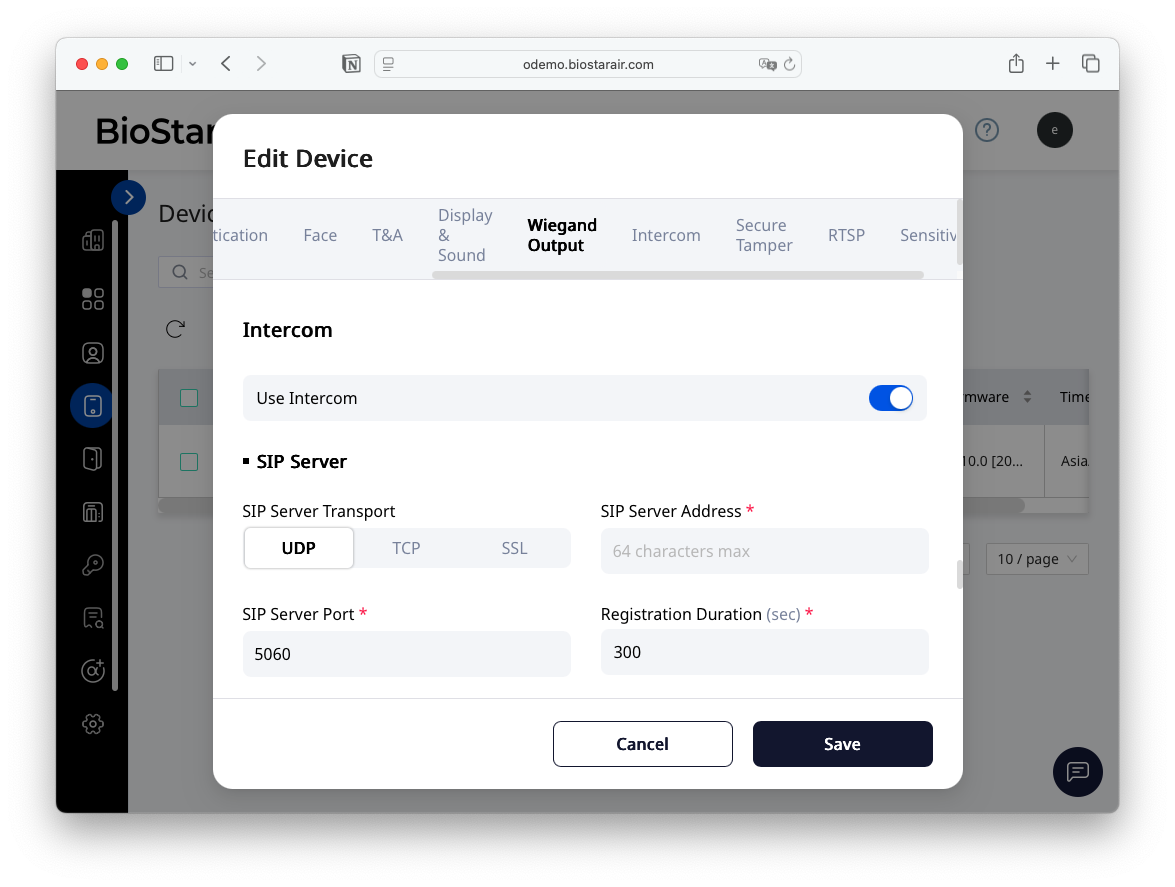 odemo.biostarair.com
BioStar
e
Edit Device
tication
Face
T&A
Display
&
Sound
Wiegand
Output
Intercom
Secure
Tamper
RTSP
Sensitiv
Devic
Se
Intercom
Use Intercom
SIP Server
SIP Server Transport
UDP
TCP
SSL
SIP Server Address *
64 characters max
SIP Server Port *
5060
Registration Duration (sec) *
300
mware
Time
10.0 [20...
Asia
10 / page
Cancel
Save